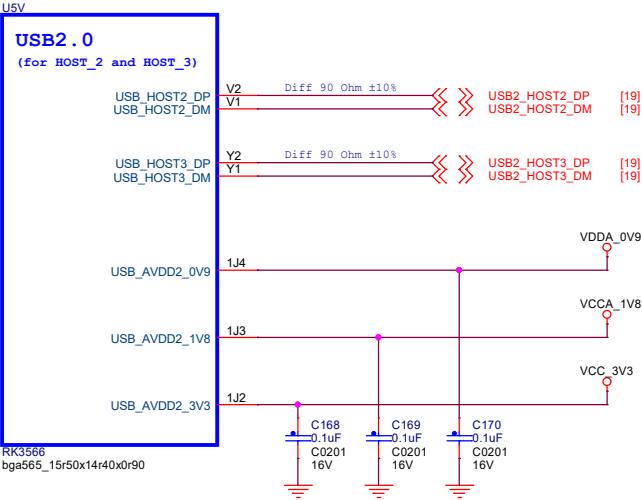 U5V
USB2.0
(for HOST_2 and HOST_3)
USB_HOST2_DP V2 Diff 90 Ohm ±10% USB2_HOST2_DP [19]
USB_HOST2_DM V1 USB2_HOST2_DM [19]
USB_HOST3_DP Y2 Diff 90 Ohm ±10% USB2_HOST3_DP [19]
USB_HOST3_DM Y1 USB2_HOST3_DM [19]
VDDA_0V9
USB_AVDD2_0V9 1J4
VCCA_1V8
USB_AVDD2_1V8 1J3
VCC_3V3
USB_AVDD2_3V3 1J2
C168 C169 C170
0.1uF 0.1uF 0.1uF
C0201 C0201 C0201
16V 16V 16V
RK3566
bga565_15r50x14r40x0r90